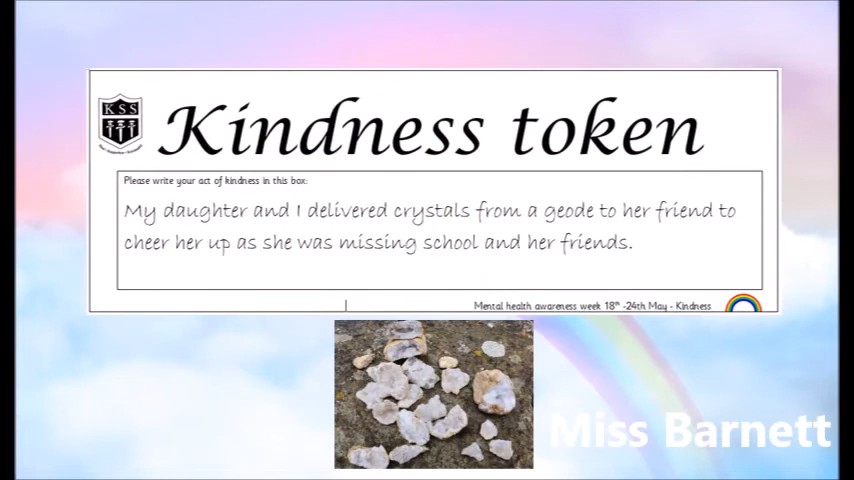 KSS
Kindness token
Please write your act of kindness in this box:
My daughter and I delivered crystals from a geode to her friend to
cheer her up as she was missing school and her friends.
Mental health awareness week 18th -24th May - Kindness
Miss Barnett